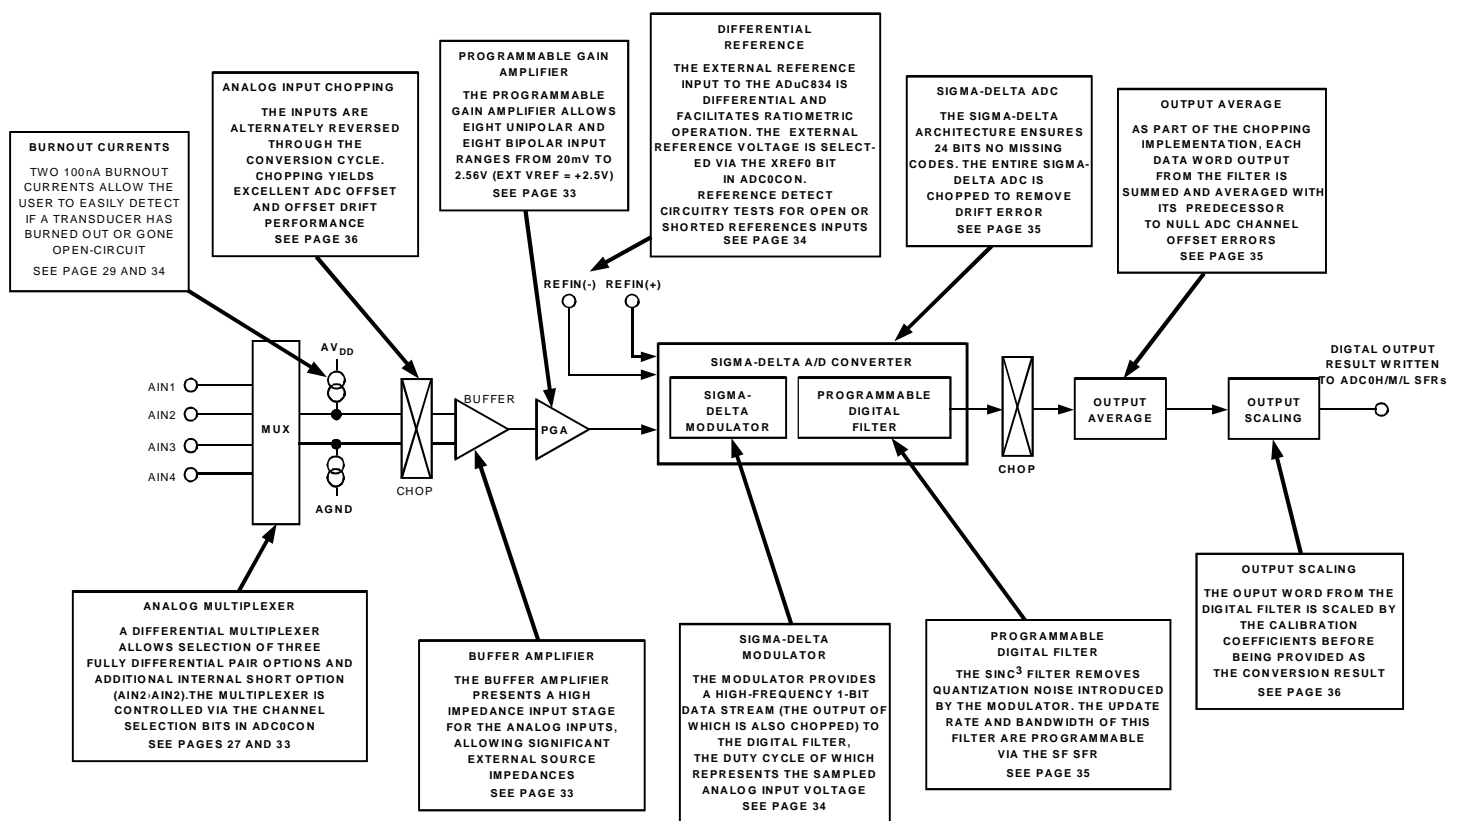 DIFFERENTIAL
REFERENCE
THE EXTERNAL REFERENCE
INPUT TO THE ADuC834 IS
DIFFERENTIAL AND
FACILITATES RATIOMETRIC
OPERATION. THE EXTERNAL
REFERENCE VOLTAGE IS SELECT-
ED VIA THE XREF0 BIT
IN ADC0CON.
REFERENCE DETECT
CIRCUITRY TESTS FOR OPEN OR
SHORTED REFERENCES INPUTS
SEE PAGE 34
PROGRAMMABLE GAIN
AMPLIFIER
THE PROGRAMMABLE
GAIN AMPLIFIER ALLOWS
EIGHT UNIPOLAR AND
EIGHT BIPOLAR INPUT
RANGES FROM 20mV TO
2.56V (EXT VREF = +2.5V)
SEE PAGE 33
ANALOG INPUT CHOPPING
THE INPUTS ARE
ALTERNATELY REVERSED
THROUGH THE
CONVERSION CYCLE.
CHOPPING YIELDS
EXCELLENT ADC OFFSET
AND OFFSET DRIFT
PERFORMANCE
SEE PAGE 36
BURNOUT CURRENTS
TWO 100nA BURNOUT
CURRENTS ALLOW THE
USER TO EASILY DETECT
IF A TRANSDUCER HAS
BURNED OUT OR GONE
OPEN-CIRCUIT
SEE PAGE 29 AND 34
SIGMA-DELTA ADC
THE SIGMA-DELTA
ARCHITECTURE ENSURES
24 BITS NO MISSING
CODES. THE ENTIRE SIGMA-
DELTA ADC IS
CHOPPED TO REMOVE
DRIFT ERROR
SEE PAGE 35
OUTPUT AVERAGE
AS PART OF THE CHOPPING
IMPLEMENTATION, EACH
DATA WORD OUTPUT
FROM THE FILTER IS
SUMMED AND AVERAGED WITH
ITS PREDECESSOR
TO NULL ADC CHANNEL
OFFSET ERRORS
SEE PAGE 35
REFIN(-) REFIN(+)
AVDD
AIN1
AIN2
AIN3
AIN4
MUX
AGND
CHOP
BUFFER
PGA
SIGMA-DELTA A/D CONVERTER
SIGMA-
DELTA
MODULATOR
PROGRAMMABLE
DIGITAL
FILTER
CHOP
OUTPUT
AVERAGE
OUTPUT
SCALING
DIGTAL OUTPUT
RESULT WRITTEN
TO ADC0H/M/L SFRs
ANALOG MULTIPLEXER
A DIFFERENTIAL MULTIPLEXER
ALLOWS SELECTION OF THREE
FULLY DIFFERENTIAL PAIR OPTIONS AND
ADDITIONAL INTERNAL SHORT OPTION
(AIN2›AIN2).THE MULTIPLEXER IS
CONTROLLED VIA THE CHANNEL
SELECTION BITS IN ADC0CON
SEE PAGES 27 AND 33
BUFFER AMPLIFIER
THE BUFFER AMPLIFIER
PRESENTS A HIGH
IMPEDANCE INPUT STAGE
FOR THE ANALOG INPUTS,
ALLOWING SIGNIFICANT
EXTERNAL SOURCE
IMPEDANCES
SEE PAGE 33
SIGMA-DELTA
MODULATOR
THE MODULATOR PROVIDES
A HIGH-FREQUENCY 1-BIT
DATA STREAM (THE OUTPUT OF
WHICH IS ALSO CHOPPED) TO
THE DIGITAL FILTER,
THE DUTY CYCLE OF WHICH
REPRESENTS THE SAMPLED
ANALOG INPUT VOLTAGE
SEE PAGE 34
PROGRAMMABLE
DIGITAL FILTER
THE SINC³ FILTER REMOVES
QUANTIZATION NOISE INTRODUCED
BY THE MODULATOR. THE UPDATE
RATE AND BANDWIDTH OF THIS
FILTER ARE PROGRAMMABLE
VIA THE SF SFR
SEE PAGE 35
OUTPUT SCALING
THE OUPUT WORD FROM THE
DIGITAL FILTER IS SCALED BY
THE CALIBRATION
COEFFICIENTS BEFORE
BEING PROVIDED AS
THE CONVERSION RESULT
SEE PAGE 36